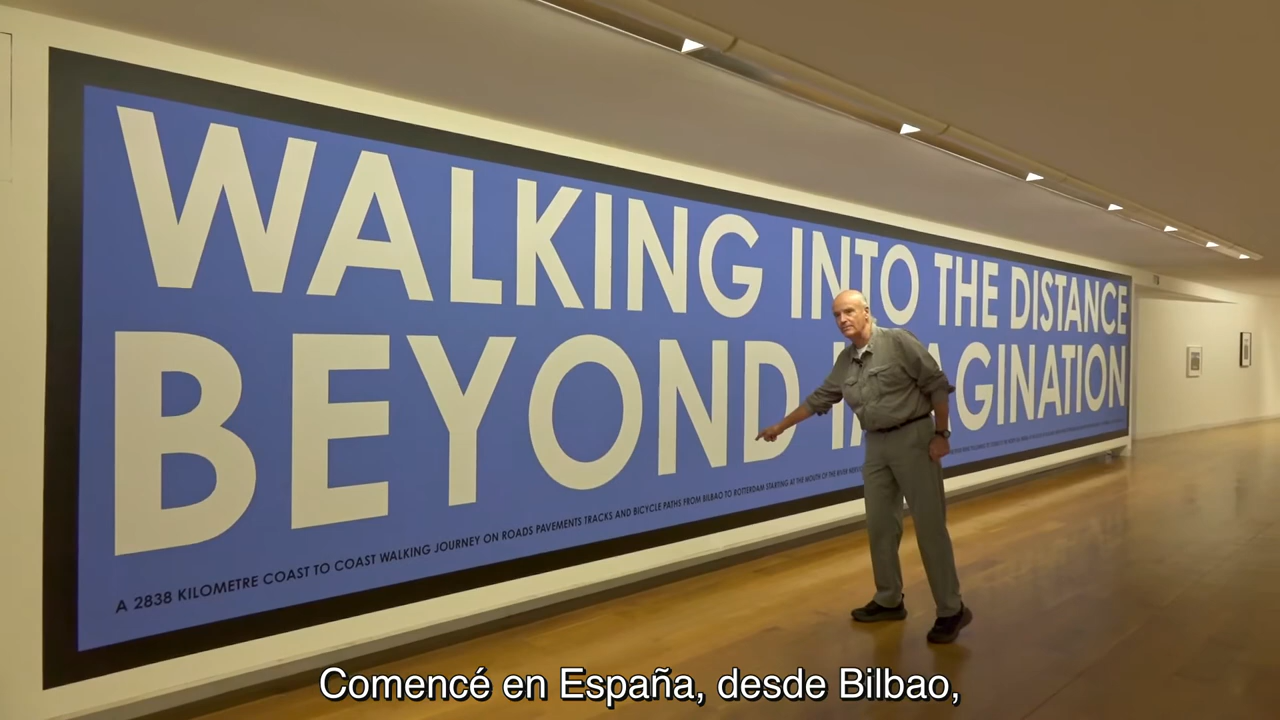 WALKING INTO THE DISTANCE
BEYOND IMAGINATION
A 2838 KILOMETRE COAST TO COAST WALKING JOURNEY ON ROADS PAVEMENTS TRACKS AND BICYCLE PATHS FROM BILBAO TO ROTTERDAM STARTING AT THE MOUTH OF THE RIVER
Comencé en España, desde Bilbao,